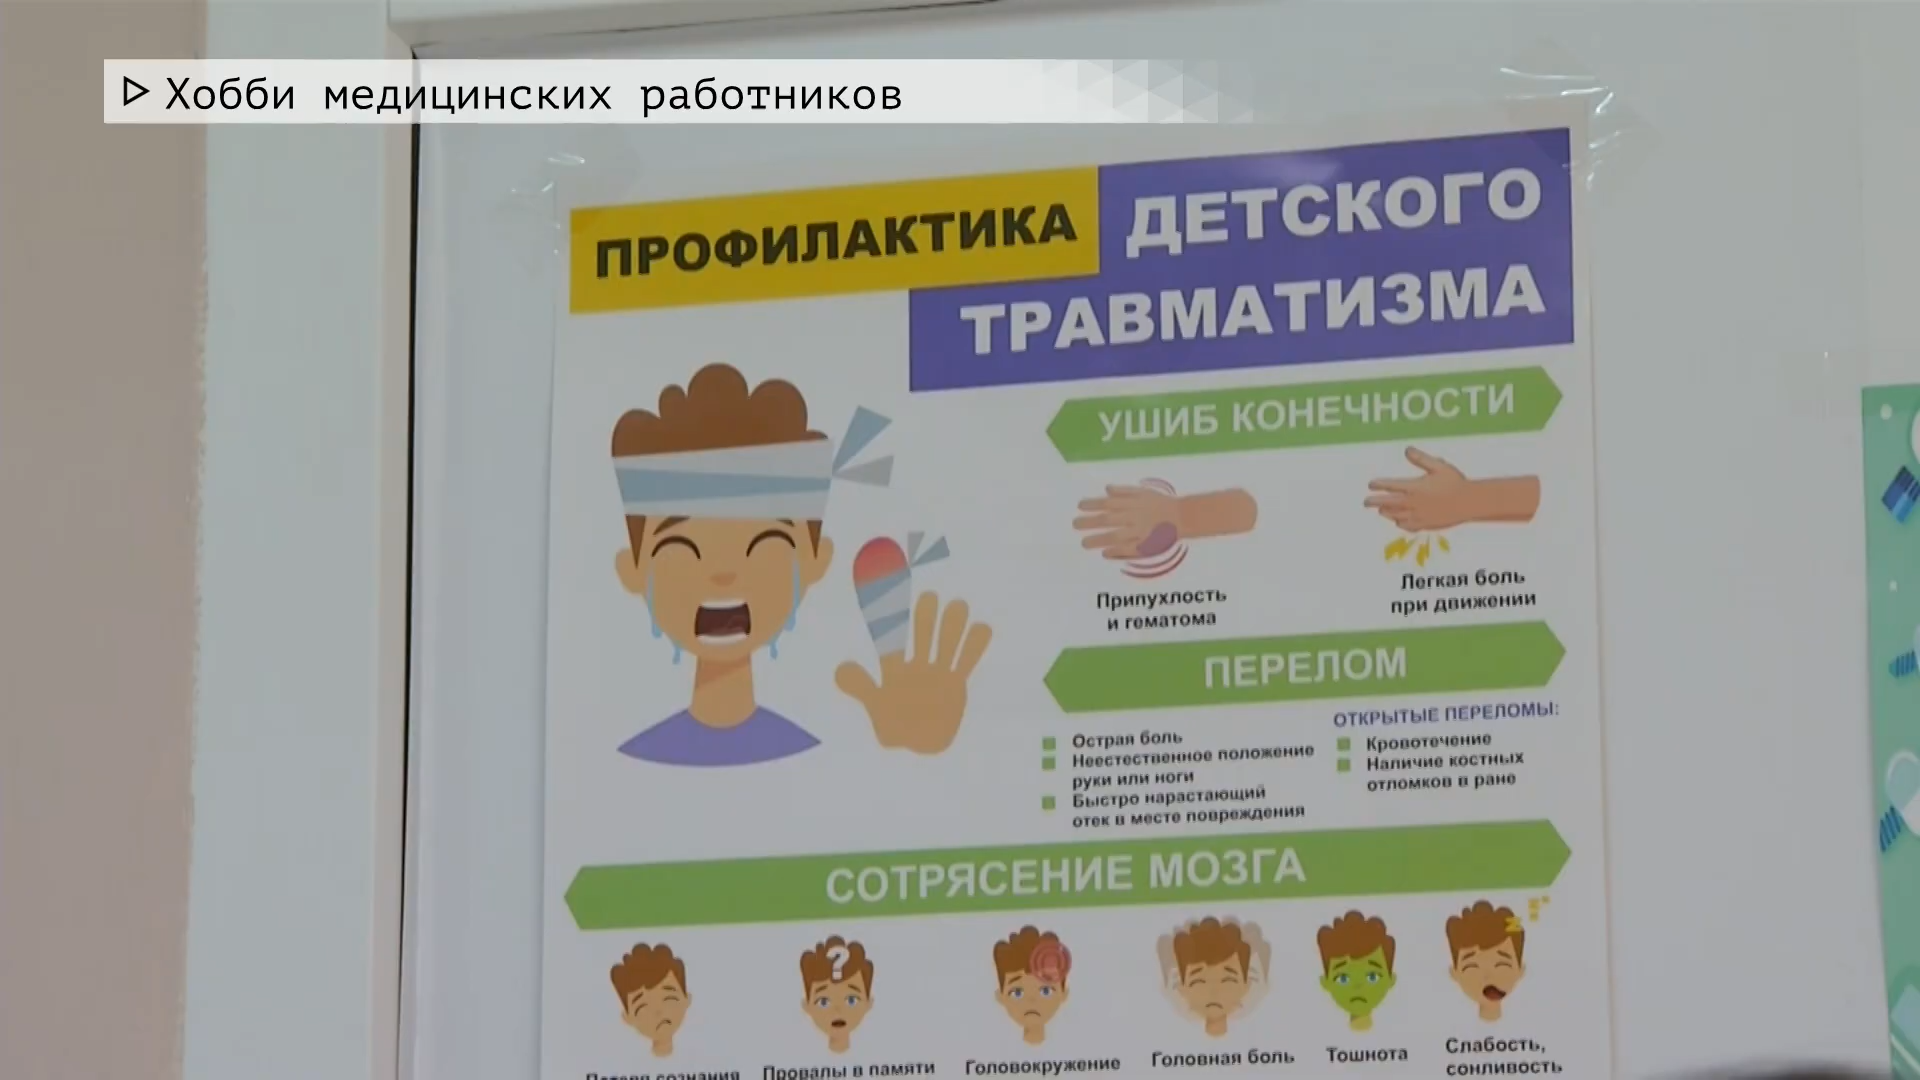 Хобби медицинских работников
ПРОФИЛАКТИКА
ДЕТСКОГО
ТРАВМАТИЗМА
УШИБ КОНЕЧНОСТИ
Припухлость
и гематома
Легкая боль
при движении
ПЕРЕЛОМ
Острая боль
Неестественное положение
руки или ноги
Быстро нарастающий
отек в месте повреждения
ОТКРЫТЫЕ ПЕРЕЛОМЫ:
Кровотечение
Наличие костных
отломков в ране
СОТРЯСЕНИЕ МОЗГА
?
Потеря сознания
Провалы в памяти
Головокружение
Головная боль
Тошнота
Слабость,
сонливость